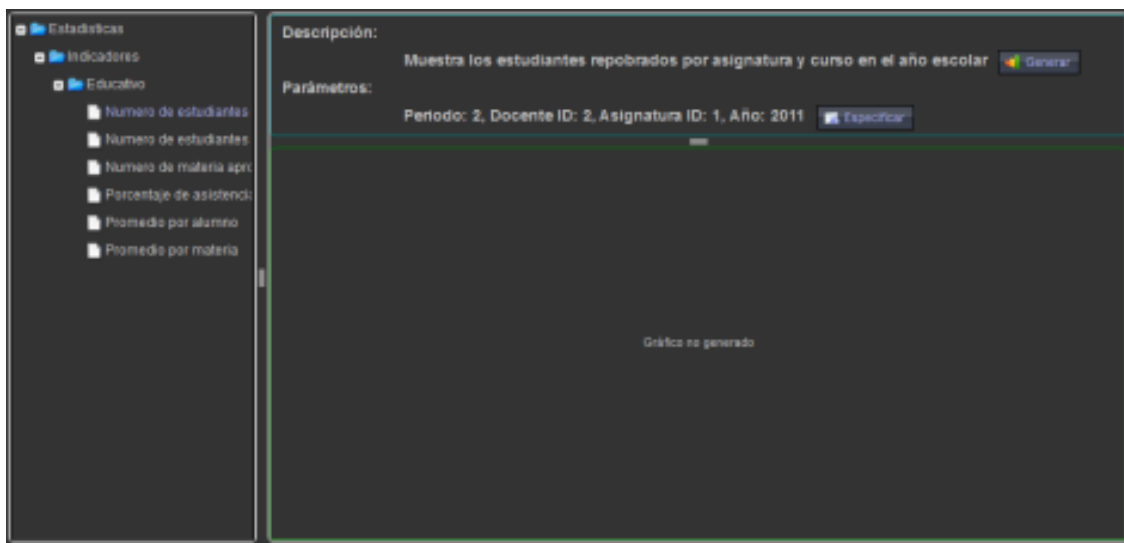 Estadisticas
Indicadores
Educativo
Numero de estudiantes
Numero de estudiantes
Numero de materia apro
Porcentaje de asistencia
Promedio por alumno
Promedio por materia
Descripción:
Muestra los estudiantes repobrados por asignatura y curso en el año escolar Generar
Parámetros:
Periodo: 2, Docente ID: 2, Asignatura ID: 1, Año: 2011 Especificar
Gráfico no generado